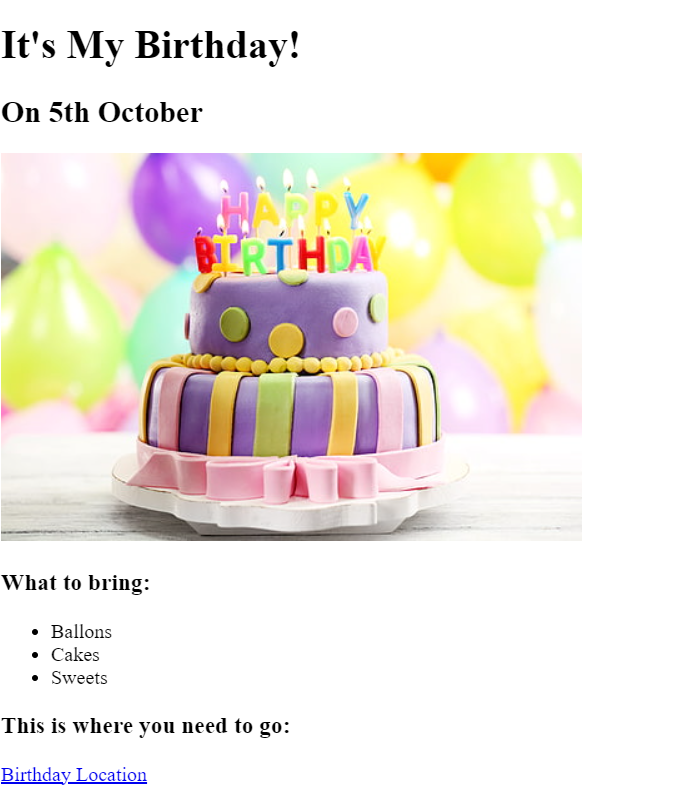 It's My Birthday!
On 5th October
HAPPY
BIRTHDAY
What to bring:
Ballons
Cakes
Sweets
This is where you need to go:
Birthday Location